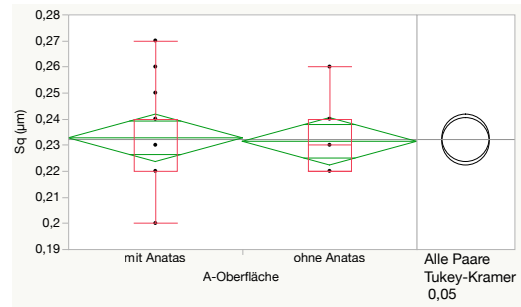 0,28
0,27
0,26
0,25
0,24
0,23
0,22
0,21
0,2
0,19
Sq (µm)
mit Anatas
ohne Anatas
A-Oberfläche
Alle Paare
Tukey-Kramer
0,05